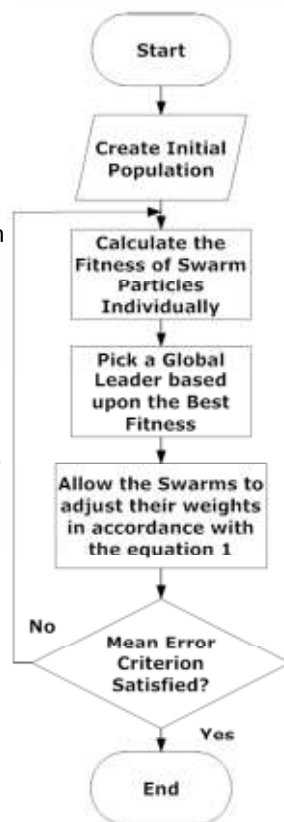 Start
Create Initial
Population
n
Calculate the
Fitness of Swarm
Particles
Individually
Pick a Global
Leader based
upon the Best
Fitness
Allow the Swarms to
adjust their weights
in accordance with
the equation 1
No
Mean Error
Criterion
Satisfied?
Yes
End